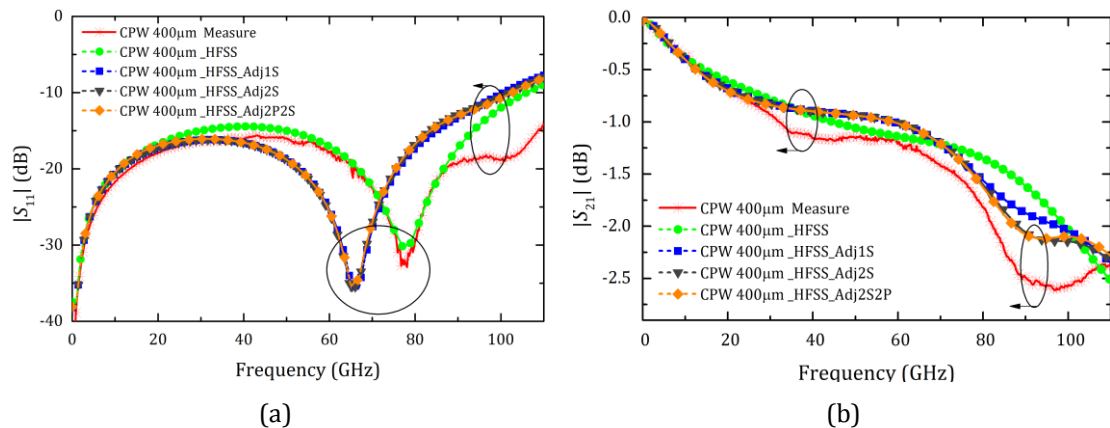 CPW 400μm Measure
CPW 400μm _HFSS
CPW 400μm _HFSS_Adj1S
CPW 400μm _HFSS_Adj2S
CPW 400μm _HFSS_Adj2P2S
0
-10
-20
-30
-40
|S11| (dB)
0 20 40 60 80 100
Frequency (GHz)
(a)
0.0
-0.5
-1.0
-1.5
-2.0
-2.5
|S21| (dB)
CPW 400μm Measure
CPW 400μm _HFSS
CPW 400μm _HFSS_Adj1S
CPW 400μm _HFSS_Adj2S
CPW 400μm _HFSS_Adj2S2P
0 20 40 60 80 100
Frequency (GHz)
(b)